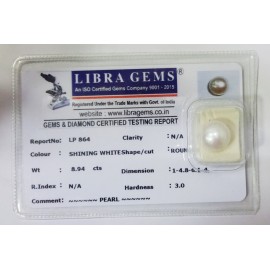 LIBRA GEMS
An ISO Certified Gems Company 9001 - 2015
Registered Under the Trade Marks with Govt. of India
website : www.libragems.co.in
GEMS & DIAMOND CERTIFIED TESTING REPORT
ReportNo: LP 864 Clarity : N/A
Colour : SHINING WHITE Shape/cut : ROUN
Wt : 8.94 cts Dimension
R.Index : N/A Hardness : 3.0
Comment : PEARL